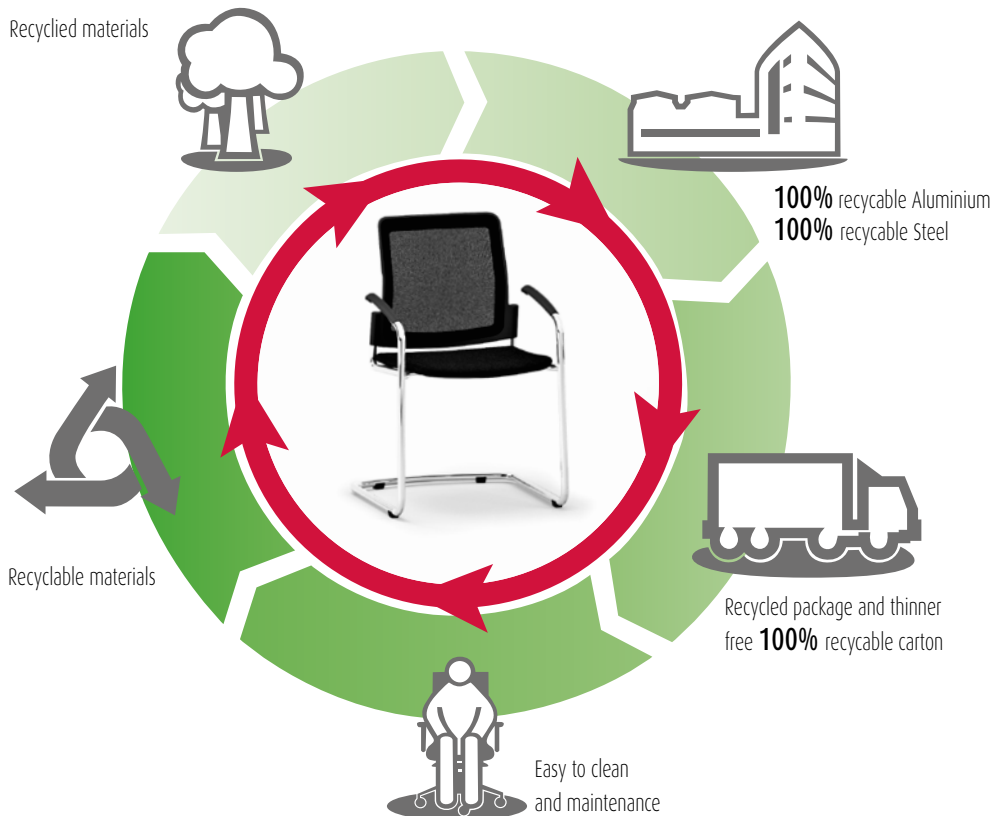 Recyclied materials
100% recycable Aluminium
100% recycable Steel
Recycled package and thinner
free 100% recycable carton
Easy to clean
and maintenance
Recyclable materials